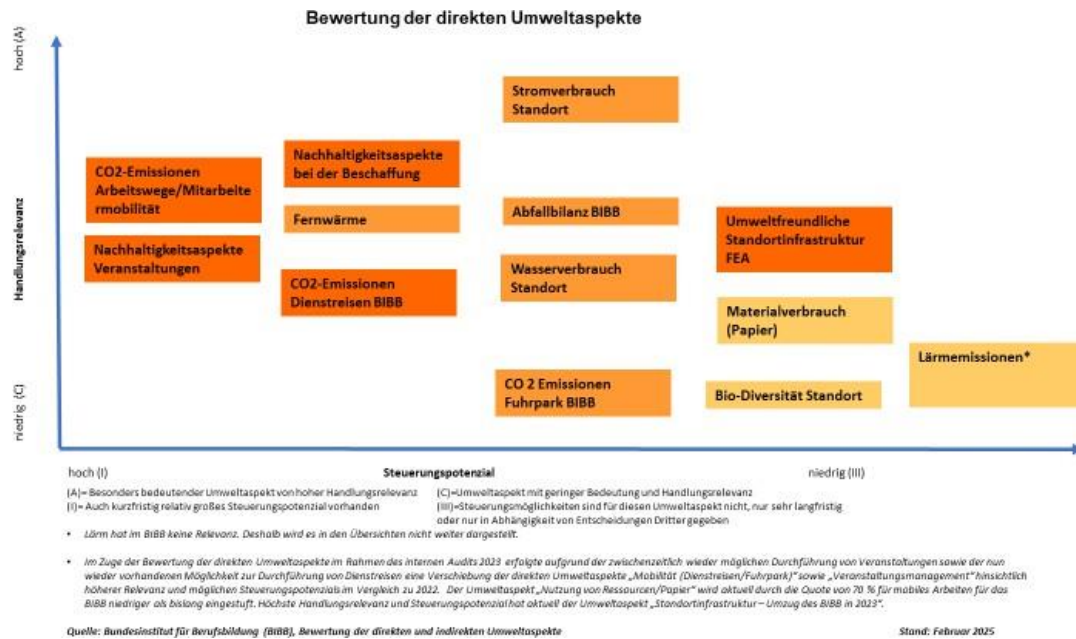 Bewertung der direkten Umweltaspekte
hoch (A)
Handlungsrelevanz
niedrig (C)
Stromverbrauch
Standort
Nachhaltigkeitsaspekte
bei der Beschaffung
CO2-Emissionen
Arbeitswege/Mitarbeite
rmobilität
Fernwärme
Abfallbilanz BIBB
Umweltfreundliche
Standortinfrastruktur
FEA
Nachhaltigkeitsaspekte
Veranstaltungen
CO2-Emissionen
Dienstreisen BIBB
Wasserverbrauch
Standort
Materialverbrauch
(Papier)
Lärmemissionen*
CO 2 Emissionen
Fuhrpark BIBB
Bio-Diversität Standort
hoch (I)
Steuerungspotenzial
niedrig (III)
(A)= Besonders bedeutender Umweltaspekt von hoher Handlungsrelevanz
(I)= Auch kurzfristig relativ großes Steuerungspotenzial vorhanden
(C)=Umweltaspekt mit geringer Bedeutung und Handlungsrelevanz
(III)=Steuerungsmöglichkeiten sind für diesen Umweltaspekt nicht, nur sehr langfristig
oder nur in Abhängigkeit von Entscheidungen Dritter gegeben
• Lärm hat im BIBB keine Relevanz. Deshalb wird es in den Übersichten nicht weiter dargestellt.
• Im Zuge der Bewertung der direkten Umweltaspekte im Rahmen des internen Audits 2023 erfolgte aufgrund der zwischenzeitlich wieder möglichen Durchführung von Veranstaltungen sowie der nun
wieder vorhandenen Möglichkeit zur Durchführung von Dienstreisen eine Verschiebung der direkten Umweltaspekte „Mobilität (Dienstreisen/Fuhrpark)“ sowie „Veranstaltungsmanagement“ hinsichtlich
höherer Relevanz und möglichen Steuerungspotenzials im Vergleich zu 2022. Der Umweltaspekt „Nutzung von Ressourcen/Papier“ wird aktuell durch die Quote von 70 % für mobiles Arbeiten für das
BIBB niedriger als bislang eingestuft. Höchste Handlungsrelevanz und Steuerungspotenzial hat aktuell der Umweltaspekt „Standortinfrastruktur – Umzug des BIBB in 2023“.
Quelle: Bundesinstitut für Berufsbildung (BIBB), Bewertung der direkten und indirekten Umweltaspekte
Stand: Februar 2025